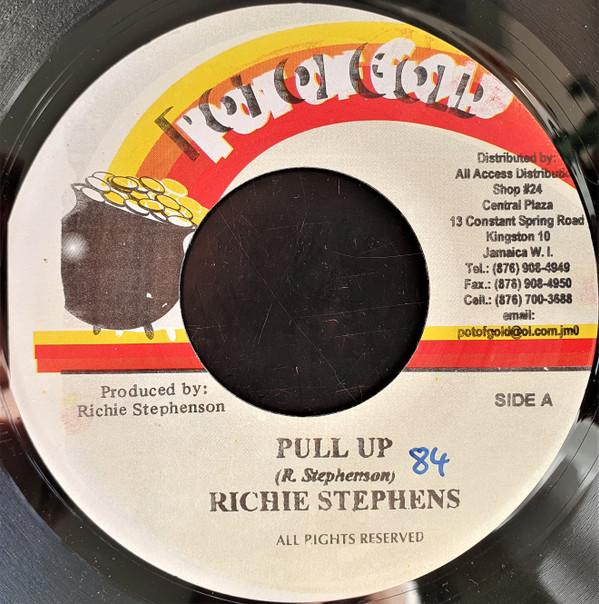 POT OF GOLD
Distributed by:
All Access Distributio
Shop #24
Central Plaza
13 Constant Spring Road
Kingston 10
Jamaica W. I.
Tel.: (876) 908-4949
Fax.: (876) 908-4950
Cell.: (876) 700-3688
email:
potofgold@ol.com.jm0
Produced by:
Richie Stephenson
SIDE A
PULL UP
84
(R. Stephenson)
RICHIE STEPHENS
ALL RIGHTS RESERVED